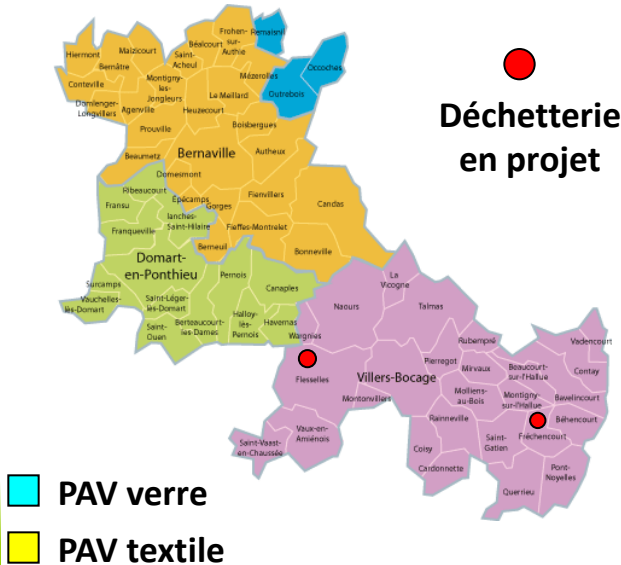 Frohen-
sur-
Authie
Remaisnil
Béalcourt
Maizicourt
Saint-
Acheul
Hiermont
Bernâtre
Occoches
Mézerolles
Conteville
Montigny-
les-
Jongleurs
Outrebois
Le Meillard
Domleger-
Longvillers
Agenville
Heuzecourt
Prouville
Boisbergues
Beaumetz
Bernaville
Autheux
Domesmont
Ribeaucourt
Fransu
Épécamps
Fienvillers
Gorges
Candas
lanches-
Saint-Hilaire
Franqueville
Fieffes-Montrelet
Berneuil
Bonneville
Domart-
en-Ponthieu
Pernois
Surcamps
Canaples
Vauchelles-
lès-Domart
Saint-Léger-
lès-Domart
Saint-
Ouen
Berteaucourt-
les-Dames
Halloy-
lès-
Pernois
Havernas
Wargnies
La
Vicogne
Naours
Talmas
Rubempré
Vadencourt
Pierregot
Mirvaux
Beaucourt-
sur-l'Hallue
Contay
Flesselles
Villers-Bocage
Molliens-
au-Bois
Montigny-
sur-l'Hallue
Bavelincourt
Montonvillers
Béhencourt
Rainneville
Fréchencourt
Vaux-en-
Amiénois
Saint-Vaast-
en-Chaussée
Saint-
Gatien
Coisy
Cardonnette
Pont-
Noyelles
Querrieu
Déchetterie
en projet
PAV verre
PAV textile